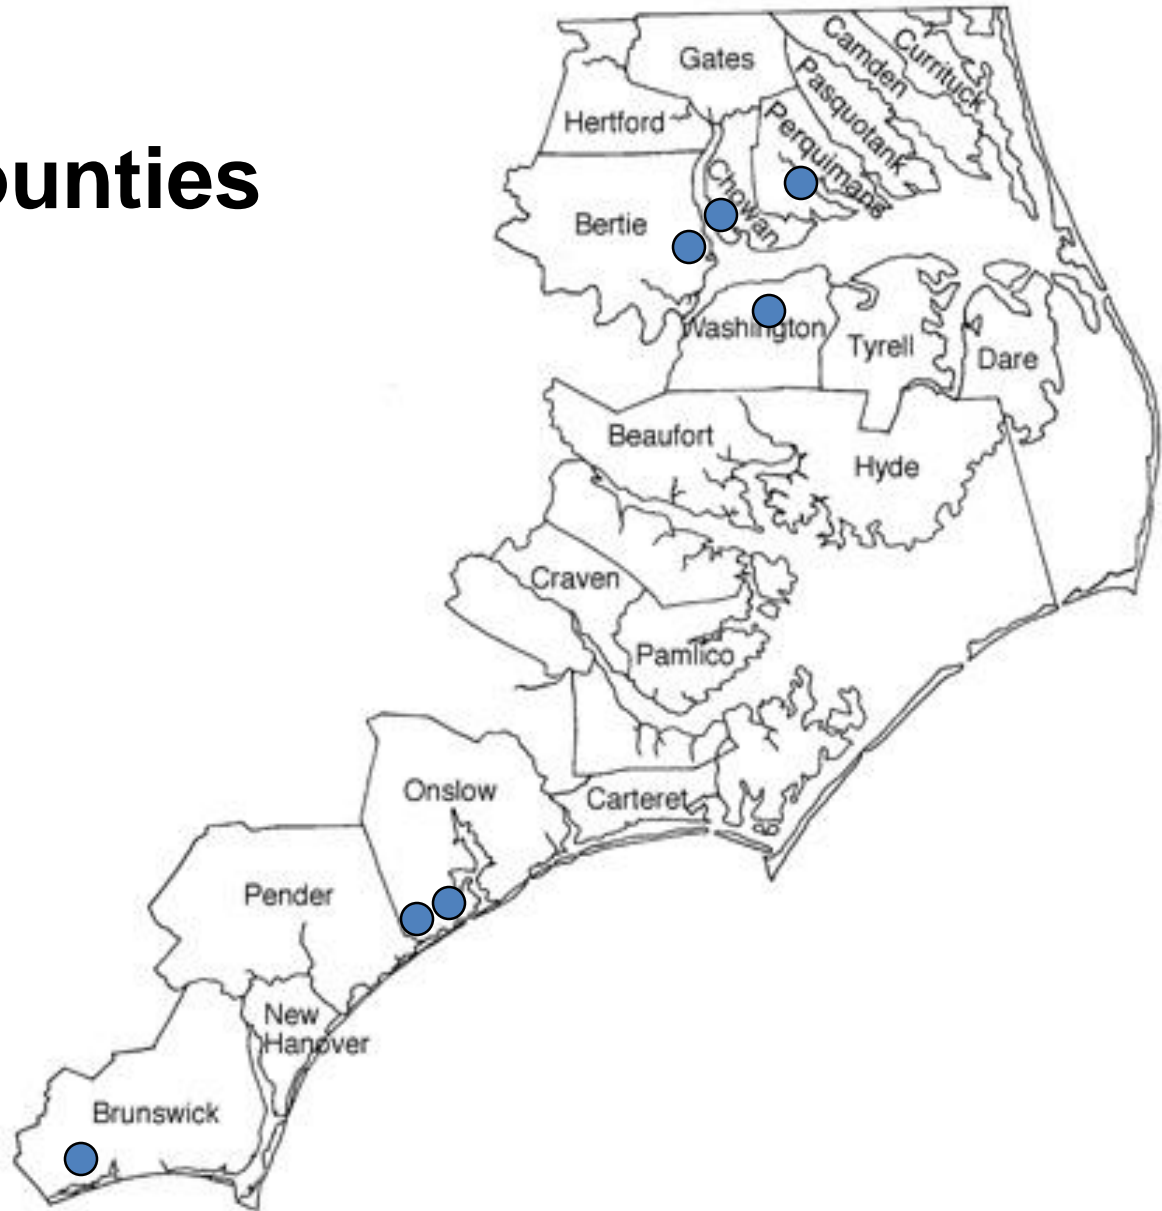 ounties
Gates
Camden
Currituck
Pasquotank
Hertford
Perquimans
Chowan
Bertie
Washington
Tyrell
Dare
Beaufort
Hyde
Craven
Pamlico
Onslow
Carteret
Pender
New
Hanover
Brunswick